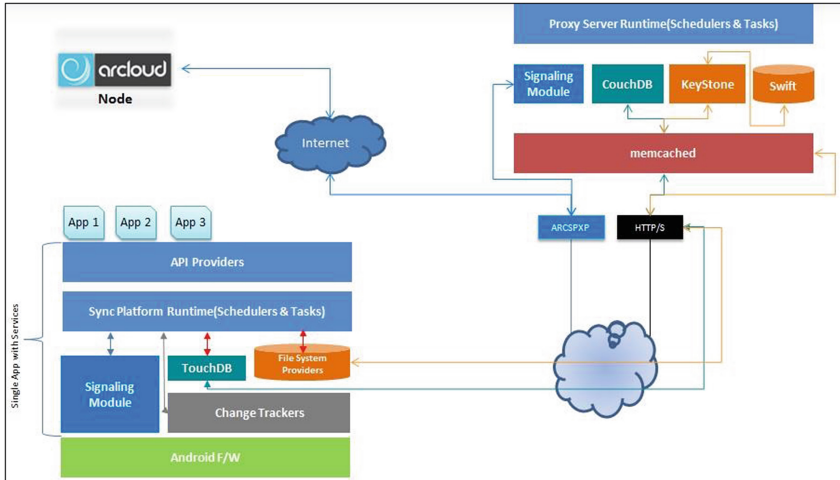 Proxy Server Runtime(Schedulers & Tasks)
arcloud
Node
Signaling
Module
CouchDB
KeyStone
Swift
Internet
memcached
App 1
App 2
App 3
ARCSPXP
HTTP/S
API Providers
Sync Platform Runtime(Schedulers & Tasks)
Single App with Services
Signaling
Module
TouchDB
File System
Providers
Change Trackers
Android F/W